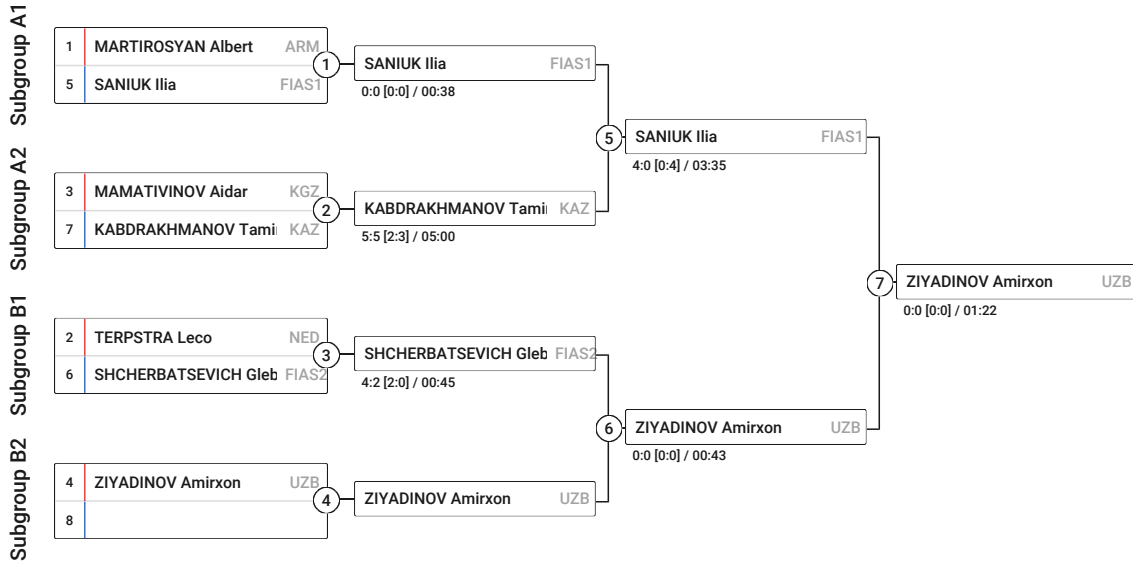 Subgroup A1
1 MARTIROSYAN Albert ARM
5 SANIUK Ilia FIAS1
1
SANIUK Ilia FIAS1
0:0 [0:0] / 00:38
Subgroup A2
3 MAMATIVINOV Aidar KGZ
7 KABDRAKHMANOV Tami KAZ
2
KABDRAKHMANOV Tami KAZ
5:5 [2:3] / 05:00
5
SANIUK Ilia FIAS1
4:0 [0:4] / 03:35
Subgroup B1
2 TERPSTRA Leco NED
6 SHCHERBATSEVICH Gleb FIAS2
3
SHCHERBATSEVICH Gleb FIAS2
4:2 [2:0] / 00:45
Subgroup B2
4 ZIYADINOV Amirxon UZB
8
4
ZIYADINOV Amirxon UZB
6
ZIYADINOV Amirxon UZB
0:0 [0:0] / 00:43
7
ZIYADINOV Amirxon UZB
0:0 [0:0] / 01:22